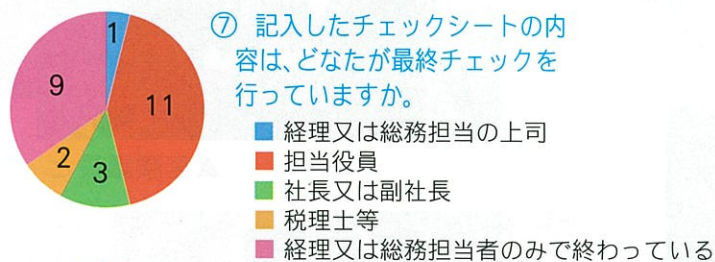 1
11
3
2
9
⑦ 記入したチェックシートの内
容は、どなたが最終チェックを
行っていますか。
経理又は総務担当の上司
担当役員
社長又は副社長
税理士等
経理又は総務担当者のみで終わっている